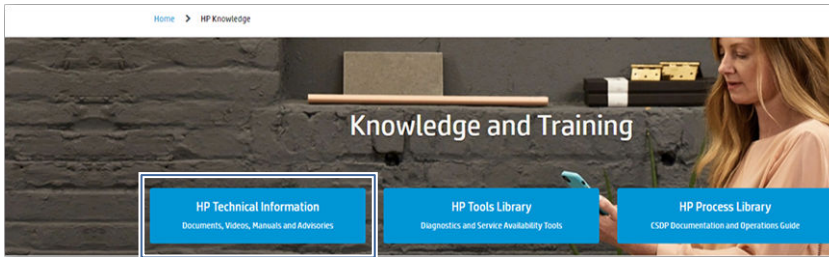 Home > HP Knowledge
Knowledge and Training
HP Technical Information
Documents, Videos, Manuals and Advisories
HP Tools Library
Diagnostics and Service Availability Tools
HP Process Library
CSDP Documentation and Operations Guide